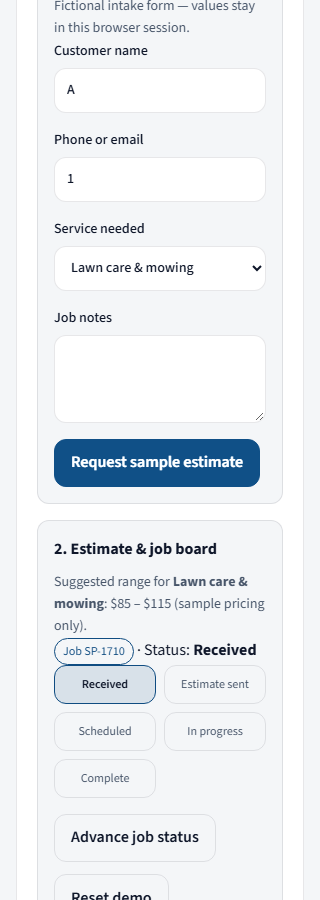 Fictional intake form — values stay
in this browser session.
Customer name
A
Phone or email
1
Service needed
Lawn care & mowing
Job notes
Request sample estimate
2. Estimate & job board
Suggested range for Lawn care &
mowing: $85 – $115 (sample pricing
only).
Job SP-1710 · Status: Received
Received Estimate sent
Scheduled In progress
Complete
Advance job status
Reset demo